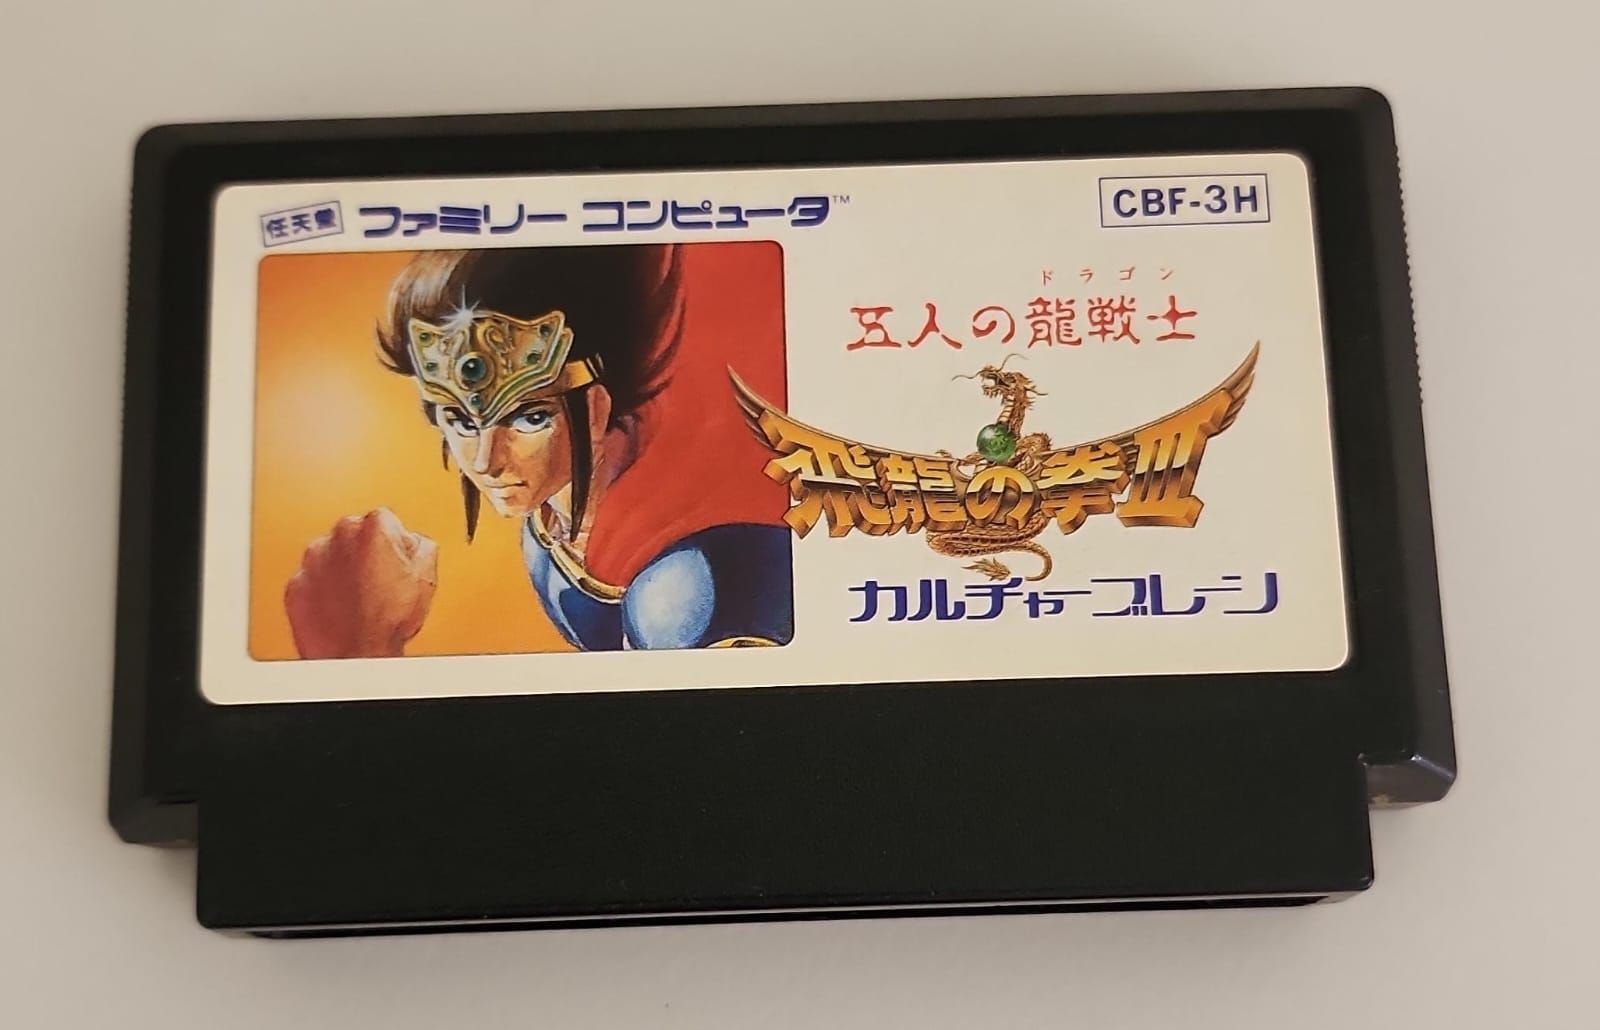 任天堂 ファミリー コンピュータ™
CBF-3H
ドラゴン
五人の龍戦士
飛龍の拳III
カルチャーブレーン